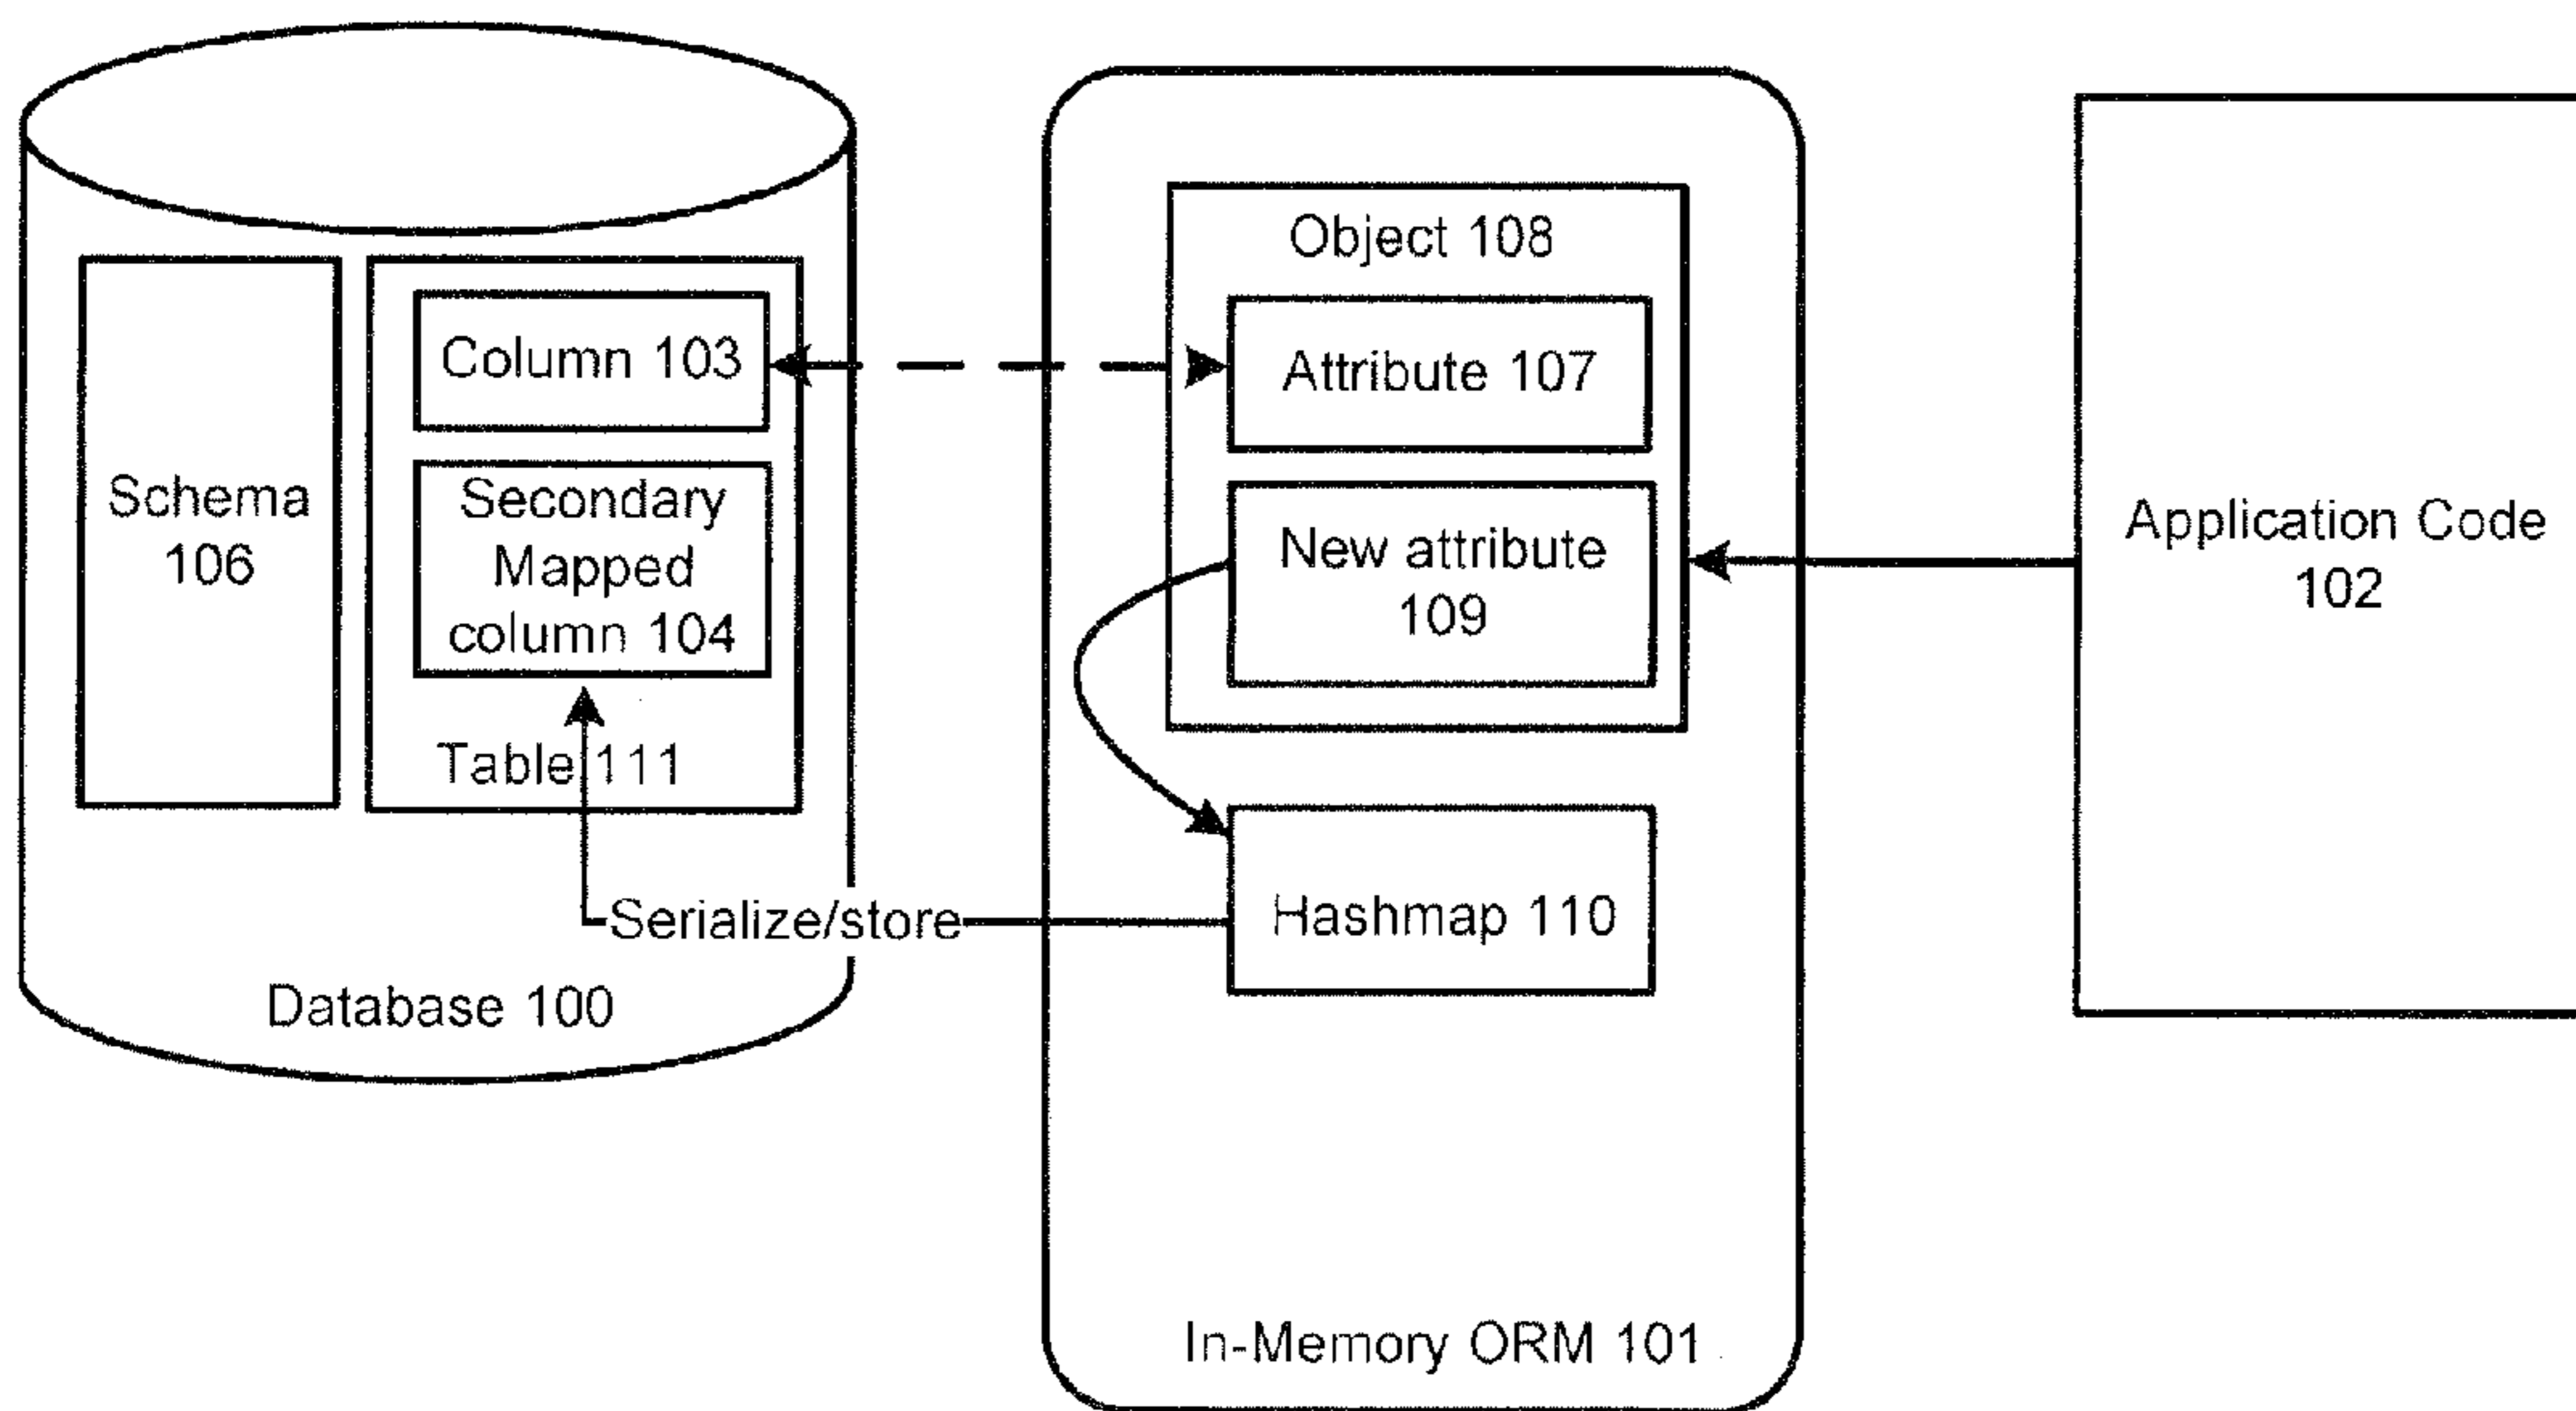 Schema
106
Column 103
Secondary
Mapped
column 104
Table 111
Serialize/store
Database 100
Object 108
Attribute 107
New attribute
109
Hashmap 110
In-Memory ORM 101
Application Code
102